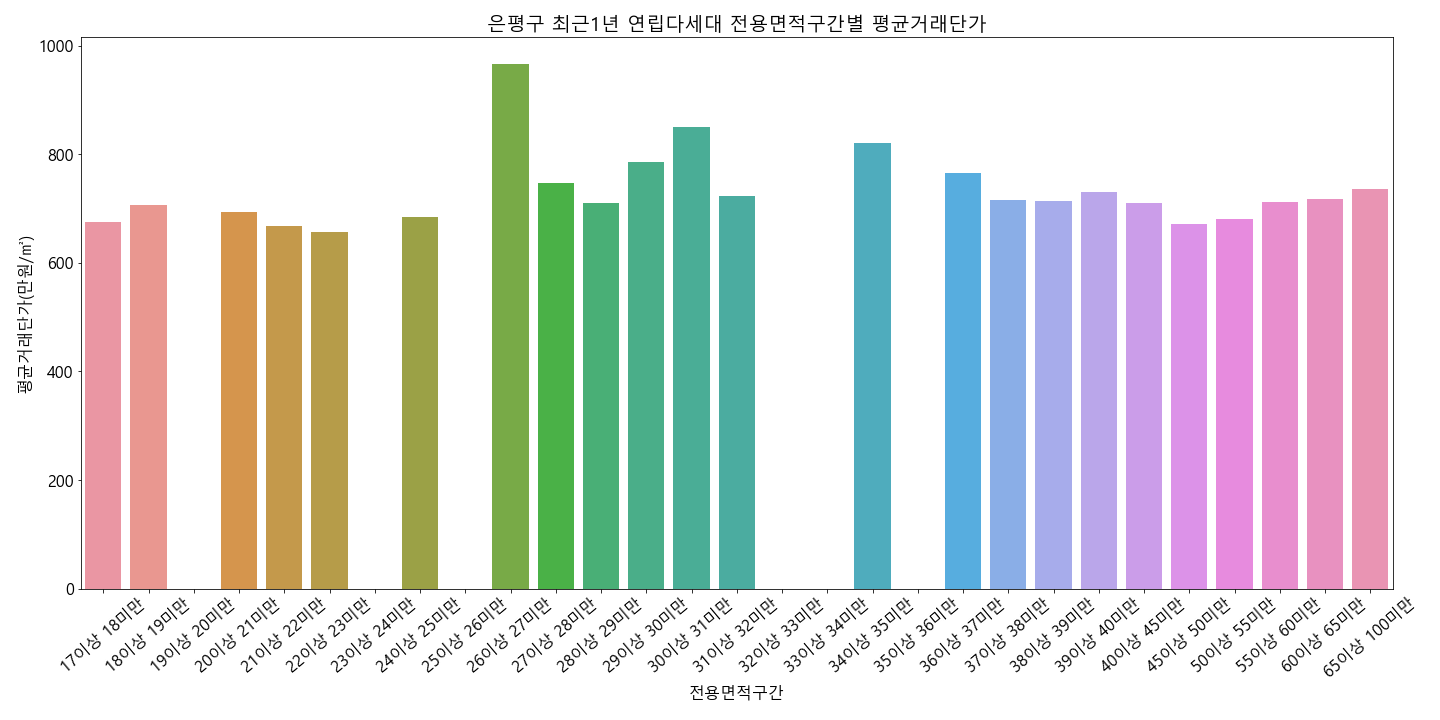 은평구 최근1년 연립다세대 전용면적구간별 평균거래단가
평균거래단가(만원/㎡)
1000
800
600
400
200
0
17이상 18미만
18이상 19미만
19이상 20미만
20이상 21미만
21이상 22미만
22이상 23미만
23이상 24미만
24이상 25미만
25이상 26미만
26이상 27미만
27이상 28미만
28이상 29미만
29이상 30미만
30이상 31미만
31이상 32미만
32이상 33미만
33이상 34미만
34이상 35미만
35이상 36미만
36이상 37미만
37이상 38미만
38이상 39미만
39이상 40미만
40이상 45미만
45이상 50미만
50이상 55미만
55이상 60미만
60이상 65미만
65이상 100미만
전용면적구간